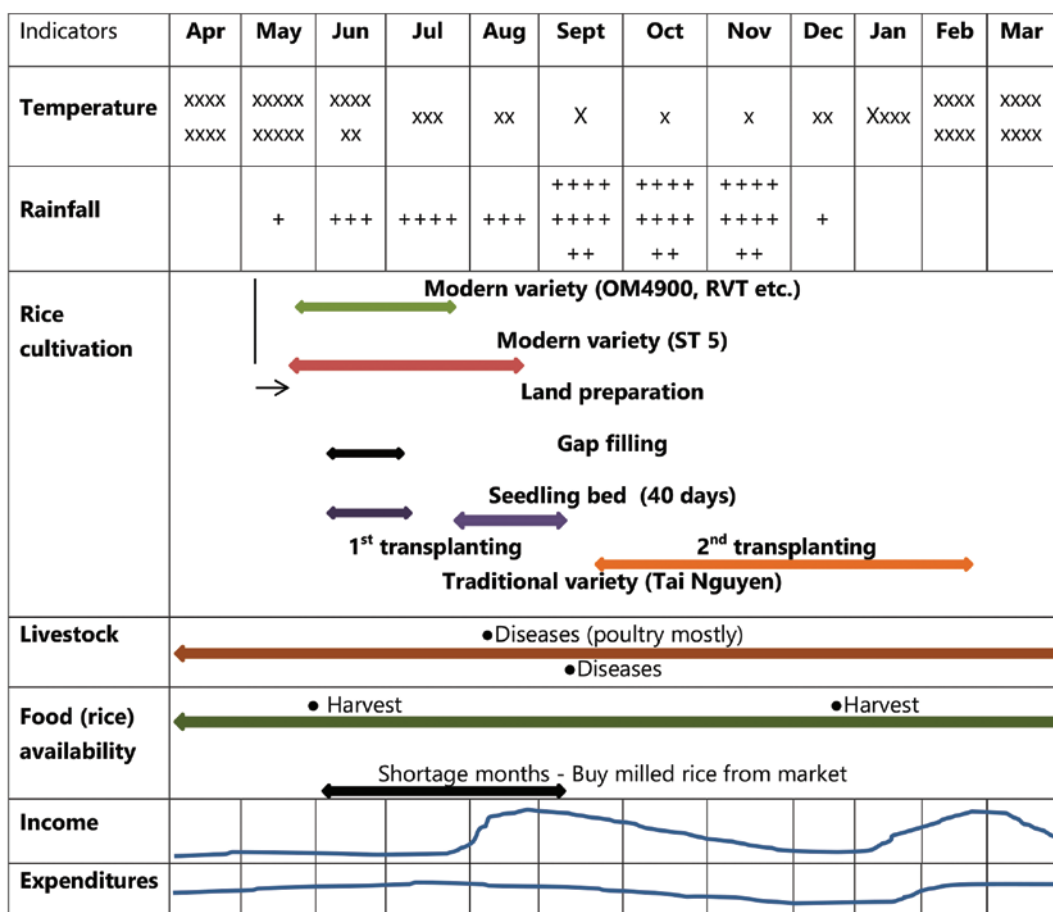 Indicators Apr May Jun Jul Aug Sept Oct Nov Dec Jan Feb Mar
Temperature
xxxx xxxxx xxxx xxxx xxxx
xxx xx X x x xx Xxxx
xxxx xxxxx xx xxxx xxxx
Rainfall
++++ ++++ ++++
+ +++ ++++ +++ ++++ ++++ ++++ +
++ ++ ++
Rice
cultivation
Modern variety (OM4900, RVT etc.)
Modern variety (ST 5)
Land preparation
Gap filling
Seedling bed (40 days)
1st transplanting 2nd transplanting
Traditional variety (Tai Nguyen)
Livestock
●Diseases (poultry mostly)
●Diseases
Food (rice)
availability
● Harvest ●Harvest
Shortage months - Buy milled rice from market
Income
Expenditures